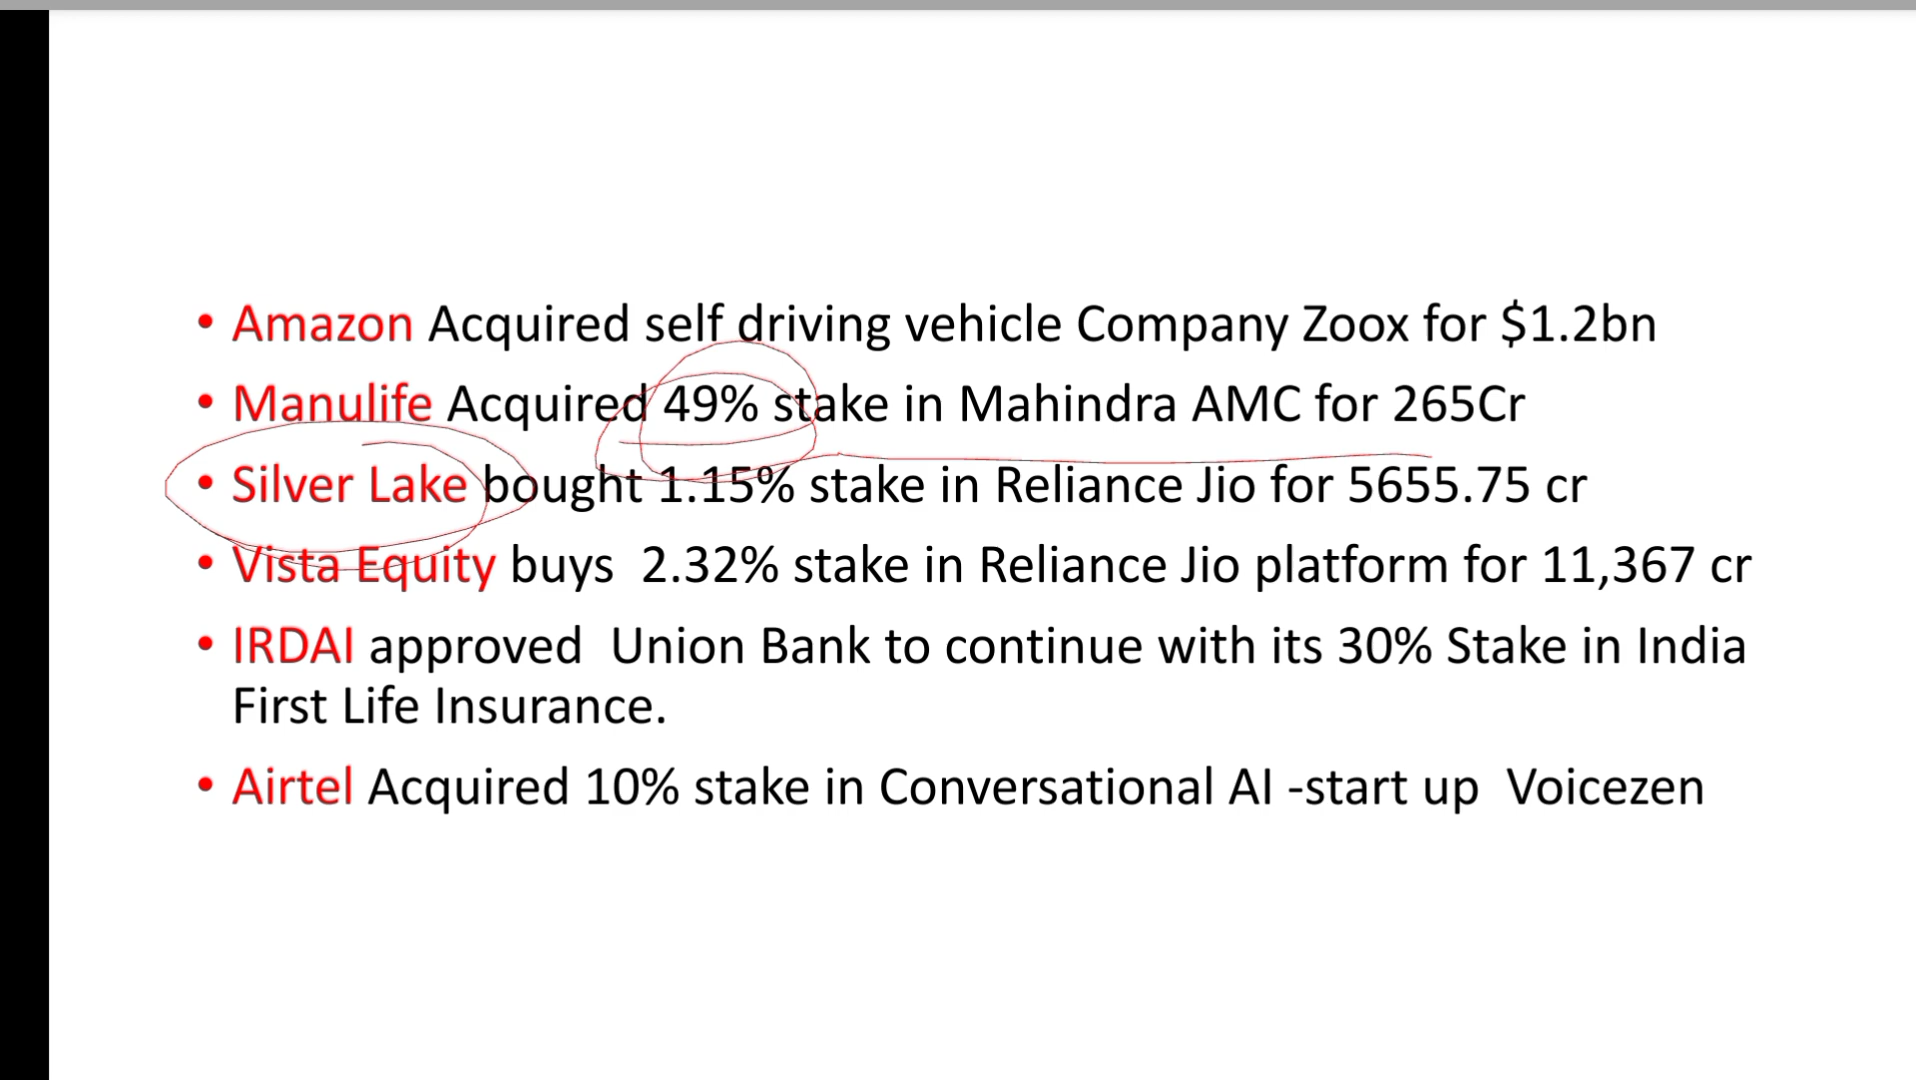 • Amazon Acquired self driving vehicle Company Zoox for $1.2bn
• Manulife Acquired 49% stake in Mahindra AMC for 265Cr
• Silver Lake bought 1.15% stake in Reliance Jio for 5655.75 cr
• Vista Equity buys 2.32% stake in Reliance Jio platform for 11,367 cr
• IRDAI approved Union Bank to continue with its 30% Stake in India
First Life Insurance.
• Airtel Acquired 10% stake in Conversational AI -start up Voicezen